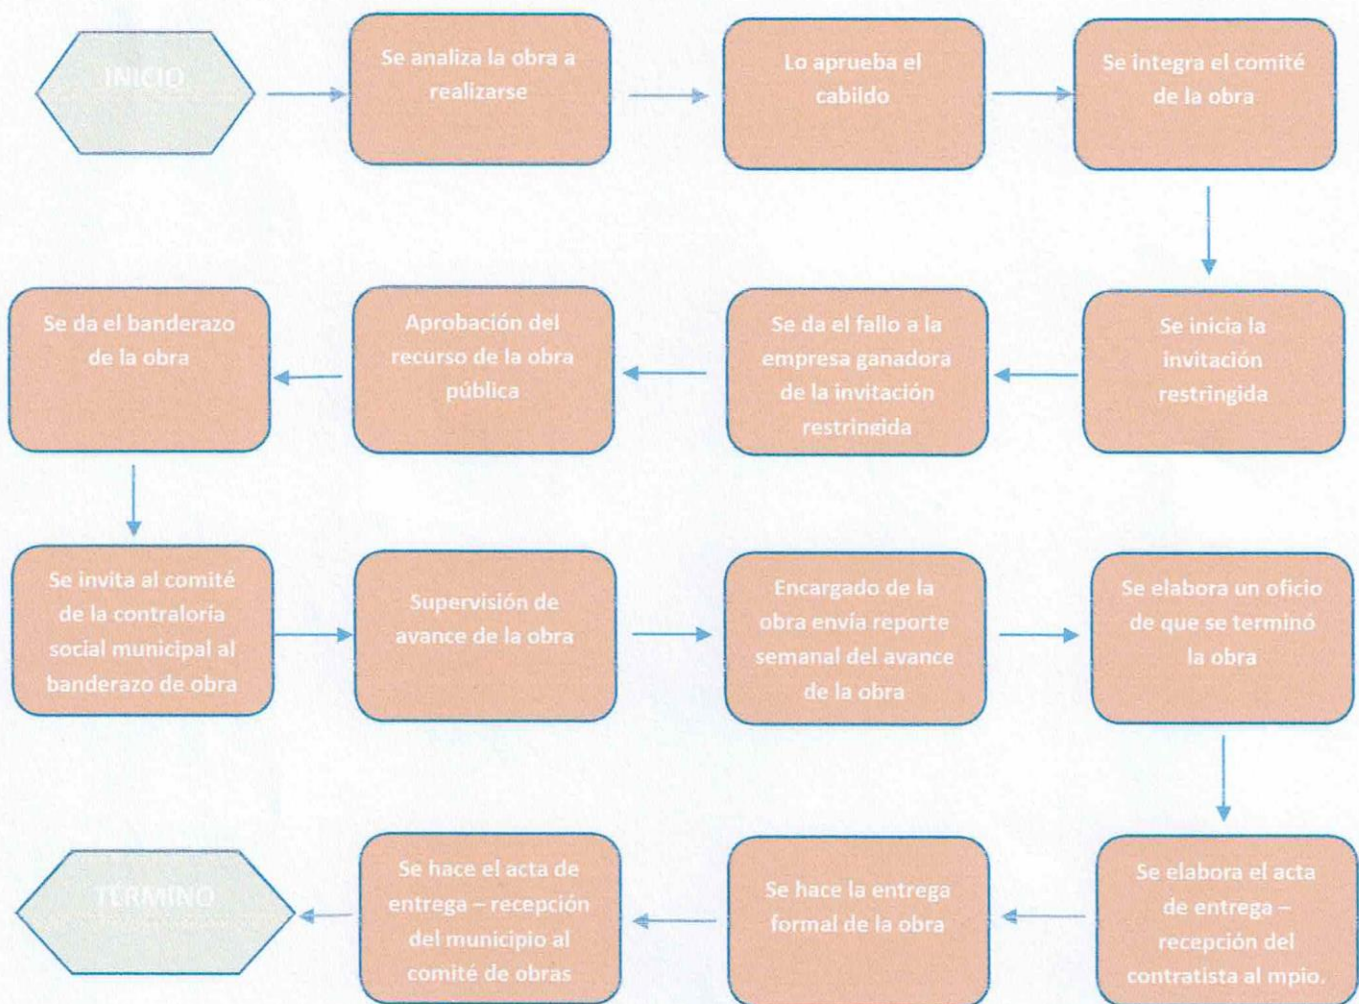 INICIO
Se analiza la obra a
realizarse
Lo aprueba el
cabildo
Se integra el comité
de la obra
Se inicia la
invitación
restringida
Se da el fallo a la
empresa ganadora
de la invitación
restringida
Aprobación del
recurso de la obra
pública
Se da el banderazo
de la obra
Se invita al comité
de la contraloría
social municipal al
banderazo de obra
Supervisión de
avance de la obra
Encargado de la
obra envía reporte
semanal del avance
de la obra
Se elabora un oficio
de que se terminó
la obra
Se elabora el acta
de entrega –
recepción del
contratista al mpio.
Se hace la entrega
formal de la obra
Se hace el acta de
entrega – recepción
del municipio al
comité de obras
TERMINO